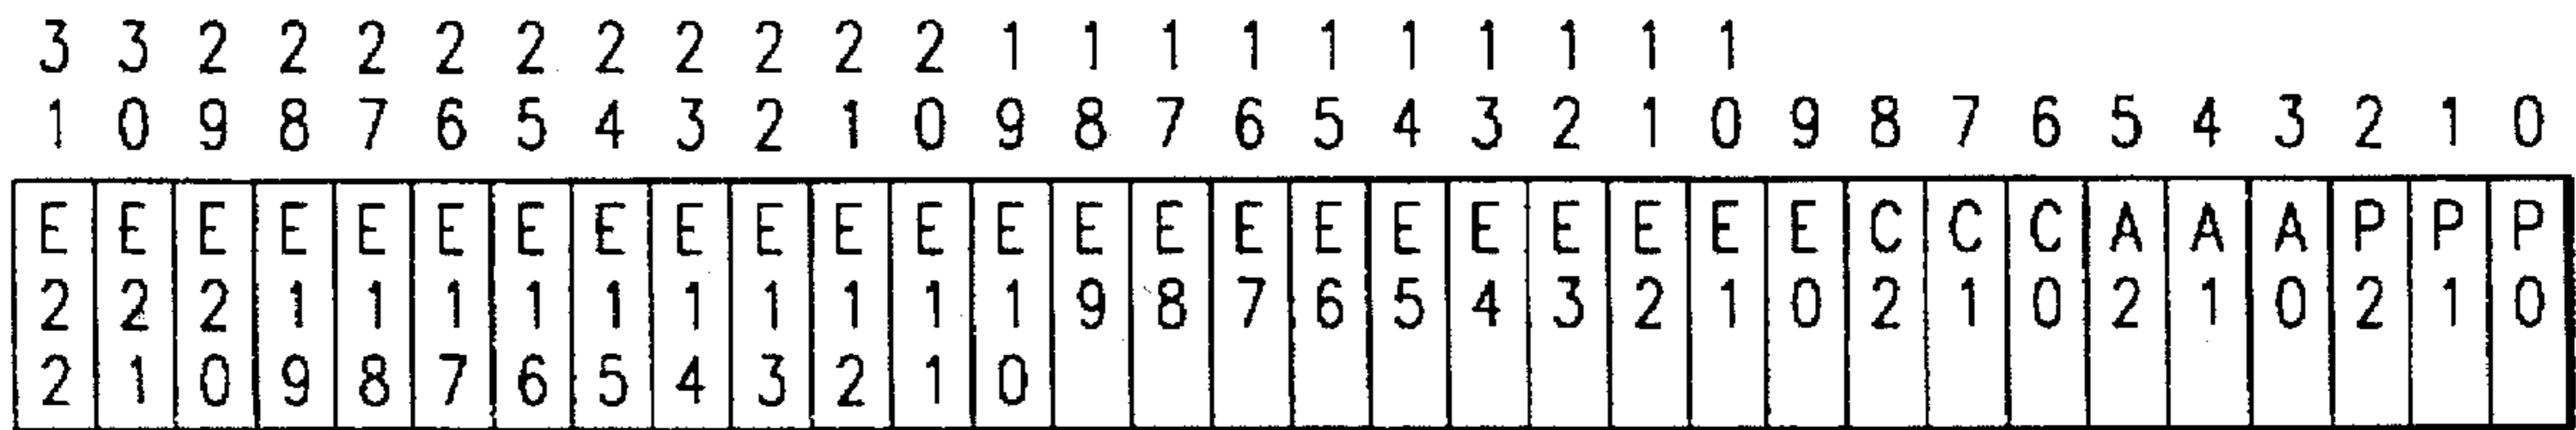 3 3 2 2 2 2 2 2 2 2 2 2 1 1 1 1 1 1 1 1 1 1
1 0 9 8 7 6 5 4 3 2 1 0 9 8 7 6 5 4 3 2 1 0 9 8 7 6 5 4 3 2 1 0
E E E E E E E E E E E E E E E E E E E E E E E C C C A A A P P P
2 2 2 1 1 1 1 1 1 1 1 1 1 9 8 7 6 5 4 3 2 1 0 2 1 0 2 1 0 2 1 0
2 1 0 9 8 7 6 5 4 3 2 1 0